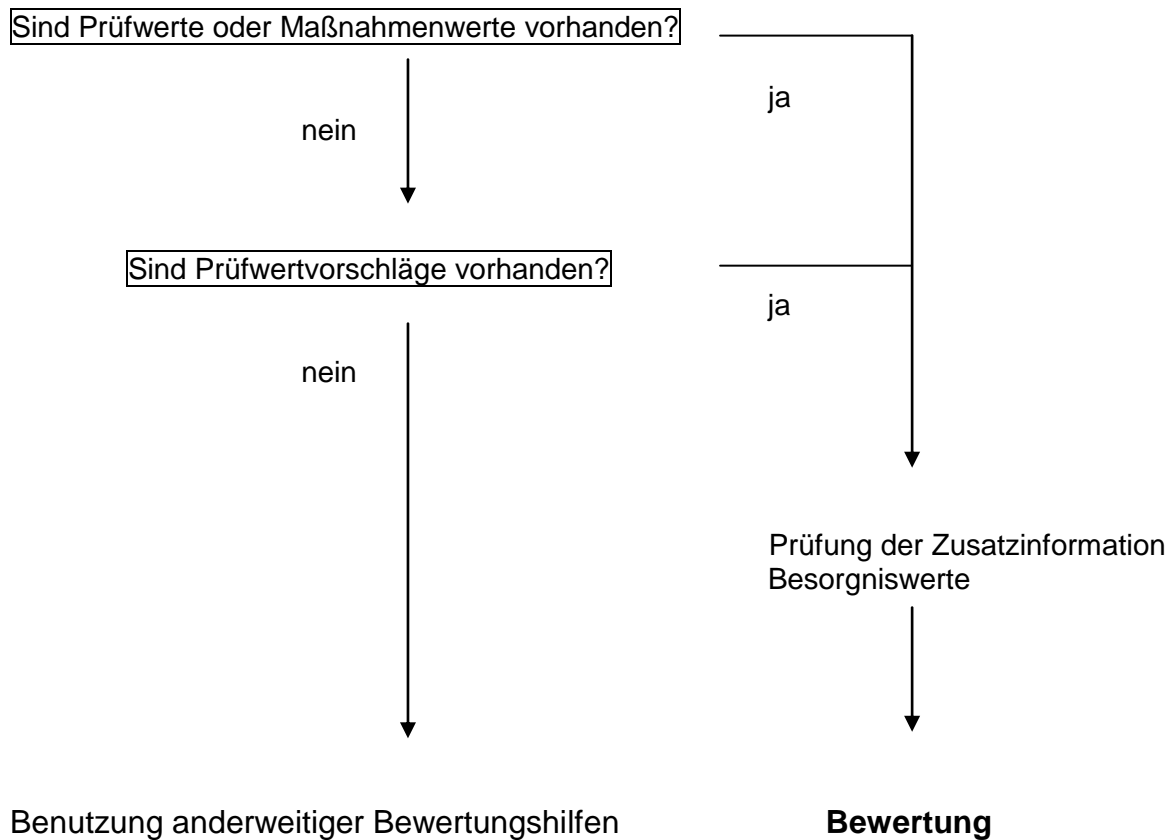 Sind Prüfwerte oder Maßnahmenwerte vorhanden?
ja
nein
Sind Prüfwertvorschläge vorhanden?
ja
nein
Prüfung der Zusatzinformation
Besorgniswerte
Benutzung anderweitiger Bewertungshilfen
Bewertung